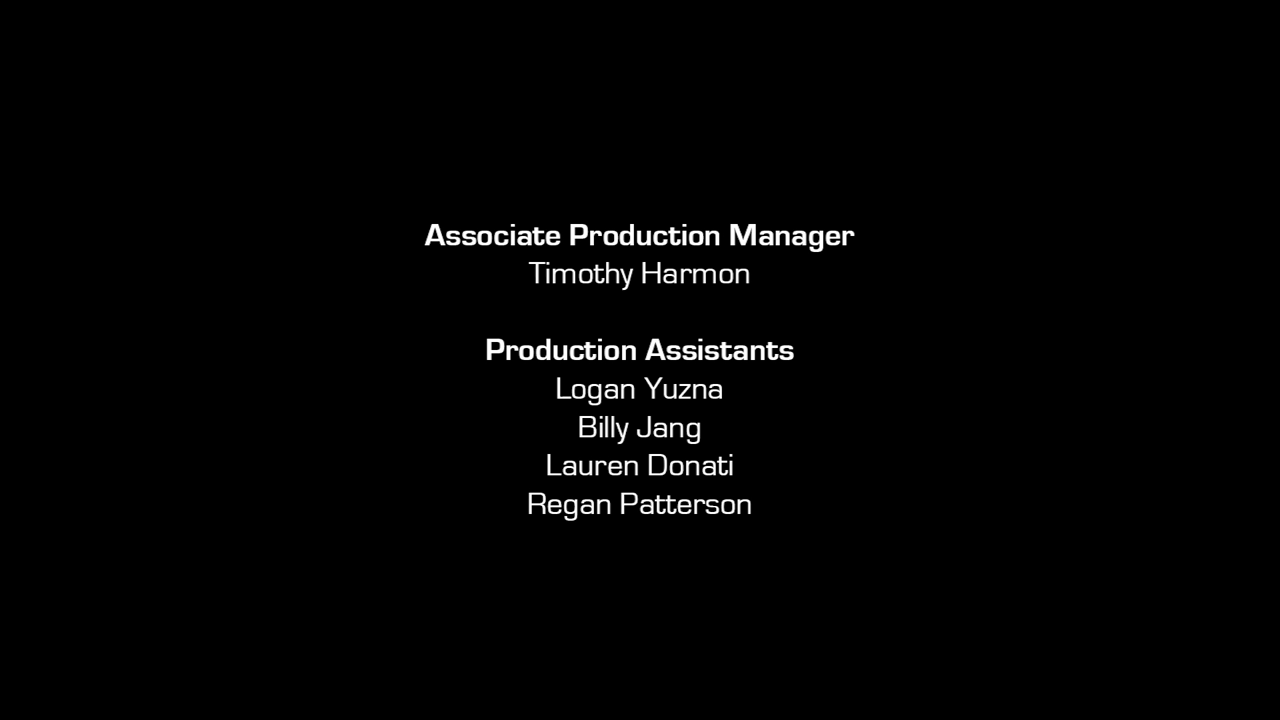 Associate Production Manager
Timothy Harmon
Production Assistants
Logan Yuzna
Billy Jang
Lauren Donati
Regan Patterson